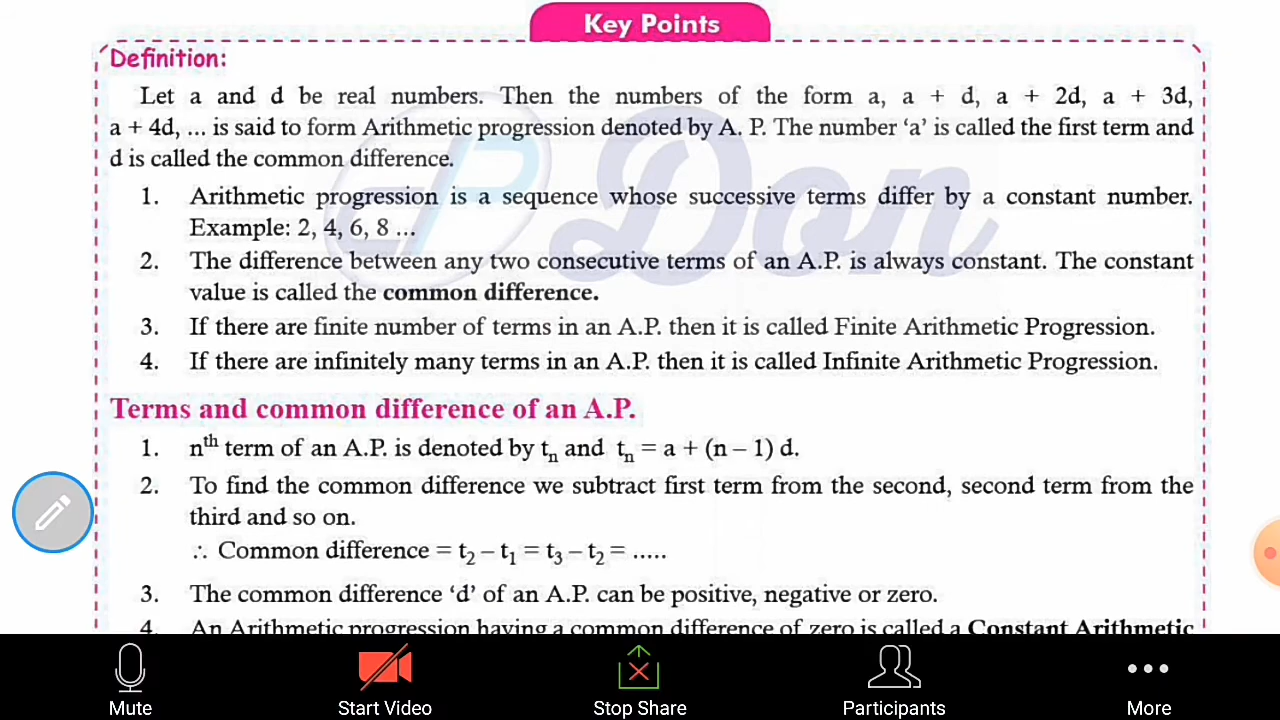 Key Points
Definition:
Let a and d be real numbers. Then the numbers of the form a, a + d, a + 2d, a + 3d,
a + 4d, ... is said to form Arithmetic progression denoted by A. P. The number ‘a’ is called the first term and
d is called the common difference.
1. Arithmetic progression is a sequence whose successive terms differ by a constant number.
Example: 2, 4, 6, 8 ...
2. The difference between any two consecutive terms of an A.P. is always constant. The constant
value is called the common difference.
3. If there are finite number of terms in an A.P. then it is called Finite Arithmetic Progression.
4. If there are infinitely many terms in an A.P. then it is called Infinite Arithmetic Progression.
Terms and common difference of an A.P.
1. nth term of an A.P. is denoted by tn and tn = a + (n – 1) d.
2. To find the common difference we subtract first term from the second, second term from the
third and so on.
∴ Common difference = t2 – t1 = t3 – t2 = .....
3. The common difference ‘d’ of an A.P. can be positive, negative or zero.
4. An Arithmetic progression having a common difference of zero is called a Constant Arithmetic
Don
Mute Start Video Stop Share Participants More